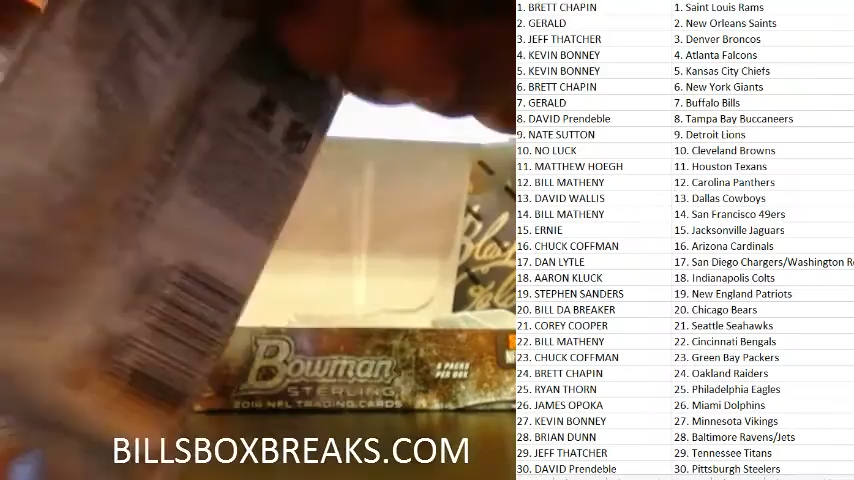 Bowman
STERLING
2014 NFL TRADING CARDS
PER BOX
BILLSBOXBREAKS.COM
1. BRETT CHAPIN 1. Saint Louis Rams
2. GERALD 2. New Orleans Saints
3. JEFF THATCHER 3. Denver Broncos
4. KEVIN BONNEY 4. Atlanta Falcons
5. KEVIN BONNEY 5. Kansas City Chiefs
6. BRETT CHAPIN 6. New York Giants
7. GERALD 7. Buffalo Bills
8. DAVID Prendeble 8. Tampa Bay Buccaneers
9. NATE SUTTON 9. Detroit Lions
10. NO LUCK 10. Cleveland Browns
11. MATTHEW HOEGH 11. Houston Texans
12. BILL MATHENY 12. Carolina Panthers
13. DAVID WALLIS 13. Dallas Cowboys
14. BILL MATHENY 14. San Francisco 49ers
15. ERNIE 15. Jacksonville Jaguars
16. CHUCK COFFMAN 16. Arizona Cardinals
17. DAN LYTLE 17. San Diego Chargers/Washington R
18. AARON KLUCK 18. Indianapolis Colts
19. STEPHEN SANDERS 19. New England Patriots
20. BILL DA BREAKER 20. Chicago Bears
21. COREY COOPER 21. Seattle Seahawks
22. BILL MATHENY 22. Cincinnati Bengals
23. CHUCK COFFMAN 23. Green Bay Packers
24. BRETT CHAPIN 24. Oakland Raiders
25. RYAN THORN 25. Philadelphia Eagles
26. JAMES OPOKA 26. Miami Dolphins
27. KEVIN BONNEY 27. Minnesota Vikings
28. BRIAN DUNN 28. Baltimore Ravens/Jets
29. JEFF THATCHER 29. Tennessee Titans
30. DAVID Prendeble 30. Pittsburgh Steelers